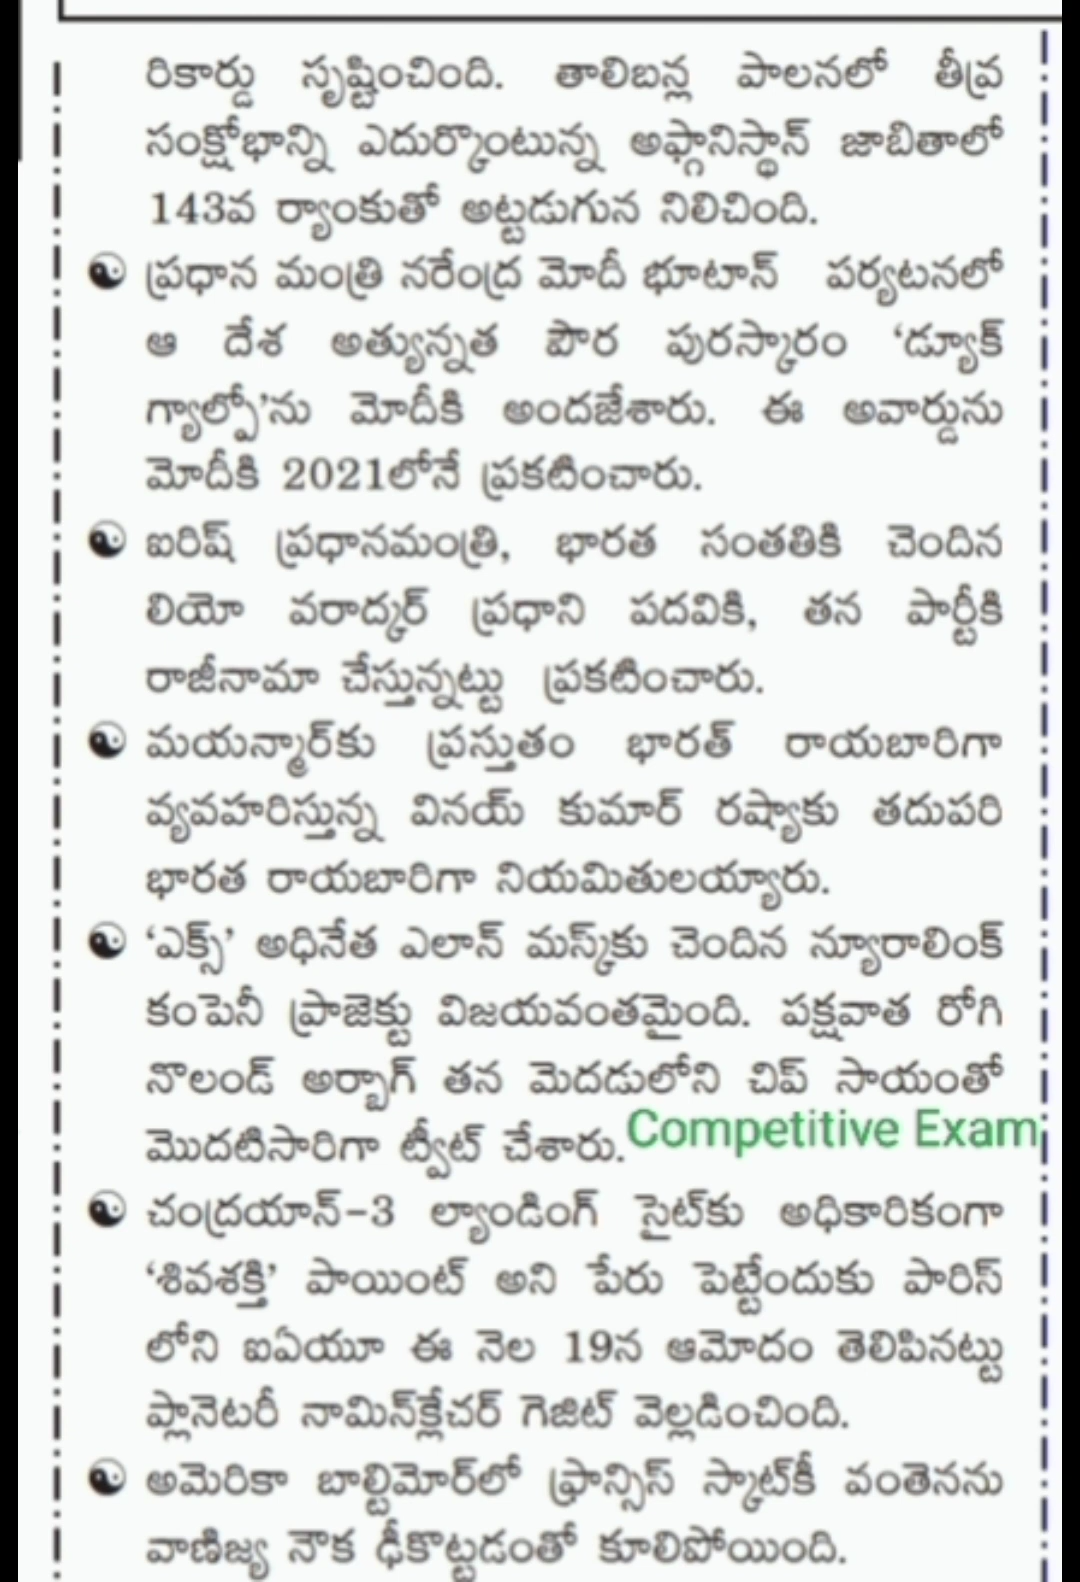 రికార్డు సృష్టించింది. తాలిబన్ల పాలనలో తీవ్ర
సంక్షోభాన్ని ఎదుర్కొంటున్న అఫ్గానిస్థాన్ జాబితాలో
143వ ర్యాంకుతో అట్టడుగున నిలిచింది.
ప్రధాన మంత్రి నరేంద్ర మోదీ భూటాన్ పర్యటనలో
ఆ దేశ అత్యున్నత పౌర పురస్కారం ‘డ్యూక్
గ్యాల్పో’ను మోదీకి అందజేశారు. ఈ అవార్డును
మోదీకి 2021లోనే ప్రకటించారు.
ఐరిష్ ప్రధానమంత్రి, భారత సంతతికి చెందిన
లియో వరాద్కర్ ప్రధాని పదవికి, తన పార్టీకి
రాజీనామా చేస్తున్నట్టు ప్రకటించారు.
మయన్మార్‌కు ప్రస్తుతం భారత్ రాయబారిగా
వ్యవహరిస్తున్న వినయ్ కుమార్ రష్యాకు తదుపరి
భారత రాయబారిగా నియమితులయ్యారు.
‘ఎక్స్’ అధినేత ఎలాన్ మస్క్‌కు చెందిన న్యూరాలింక్
కంపెనీ ప్రాజెక్టు విజయవంతమైంది. పక్షవాత రోగి
నొలండ్ అర్బాగ్ తన మెదడులోని చిప్ సాయంతో
మొదటిసారిగా ట్వీట్ చేశారు. Competitive Exam
చంద్రయాన్-3 ల్యాండింగ్ సైట్‌కు అధికారికంగా
‘శివశక్తి’ పాయింట్ అని పేరు పెట్టేందుకు పారిస్
లోని ఐఏయూ ఈ నెల 19న ఆమోదం తెలిపినట్టు
ప్లానెటరీ నామిన్‌క్లేచర్ గెజిట్ వెల్లడించింది.
అమెరికా బాల్టిమోర్‌లో ఫ్రాన్సిస్ స్కాట్‌కీ వంతెనను
వాణిజ్య నౌక ఢీకొట్టడంతో కూలిపోయింది.